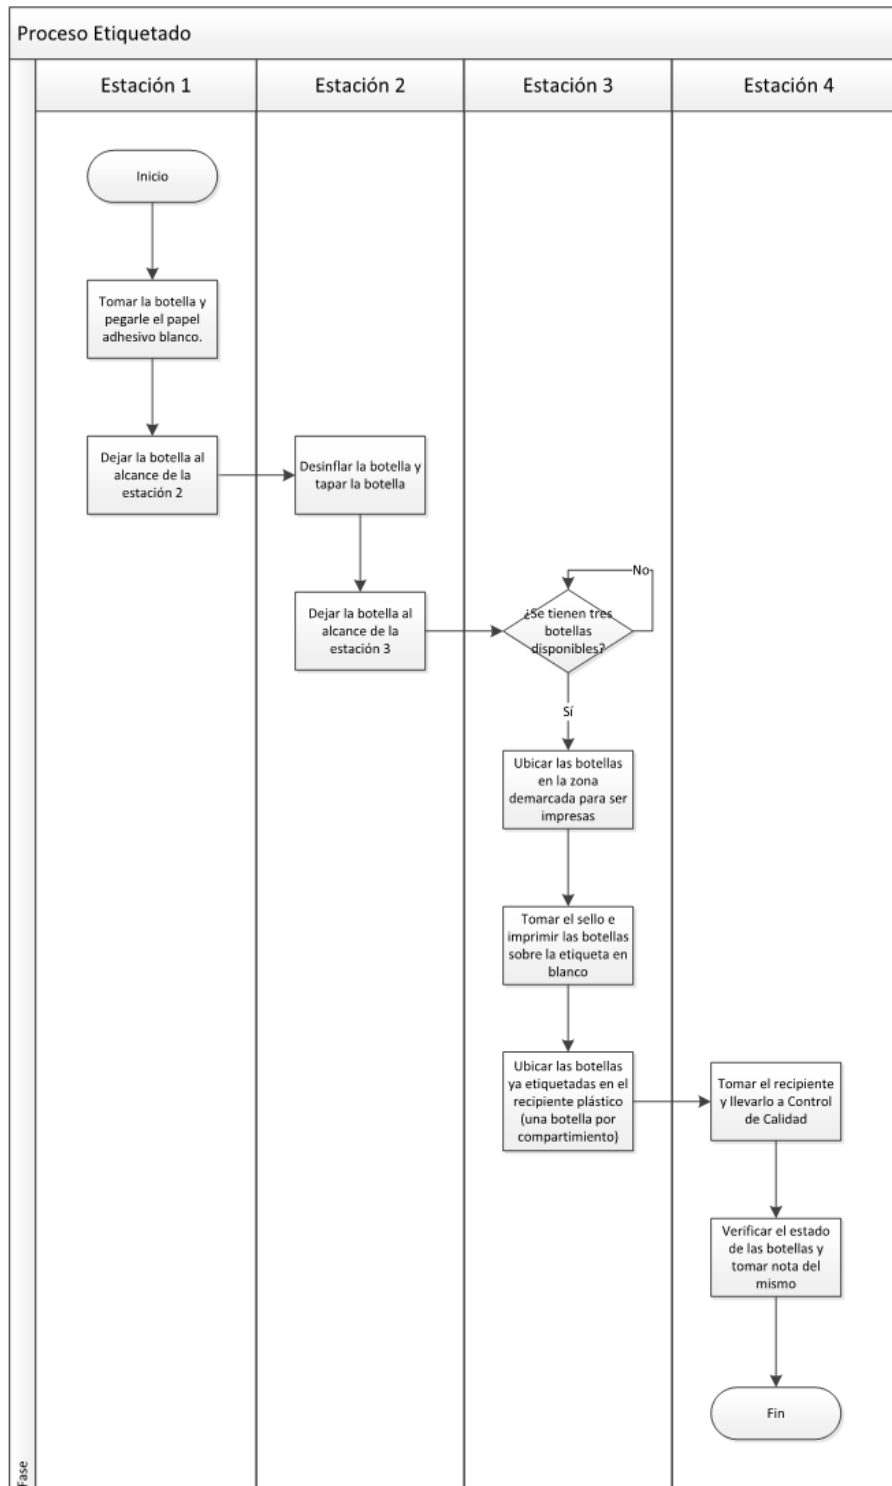 Proceso Etiquetado
Estación 1
Estación 2
Estación 3
Estación 4
Inicio
Tomar la botella y
pegarle el papel
adhesivo blanco.
Dejar la botella al
alcance de la
estación 2
Desinflar la botella y
tapar la botella
Dejar la botella al
alcance de la
estación 3
No
¿Se tienen tres
botellas
disponibles?
Sí
Ubicar las botellas
en la zona
demarcada para ser
impresas
Tomar el sello e
imprimir las botellas
sobre la etiqueta en
blanco
Ubicar las botellas
ya etiquetadas en el
recipiente plástico
(una botella por
compartimiento)
Tomar el recipiente
y llevarlo a Control
de Calidad
Verificar el estado
de las botellas y
tomar nota del
mismo
Fin
Fase